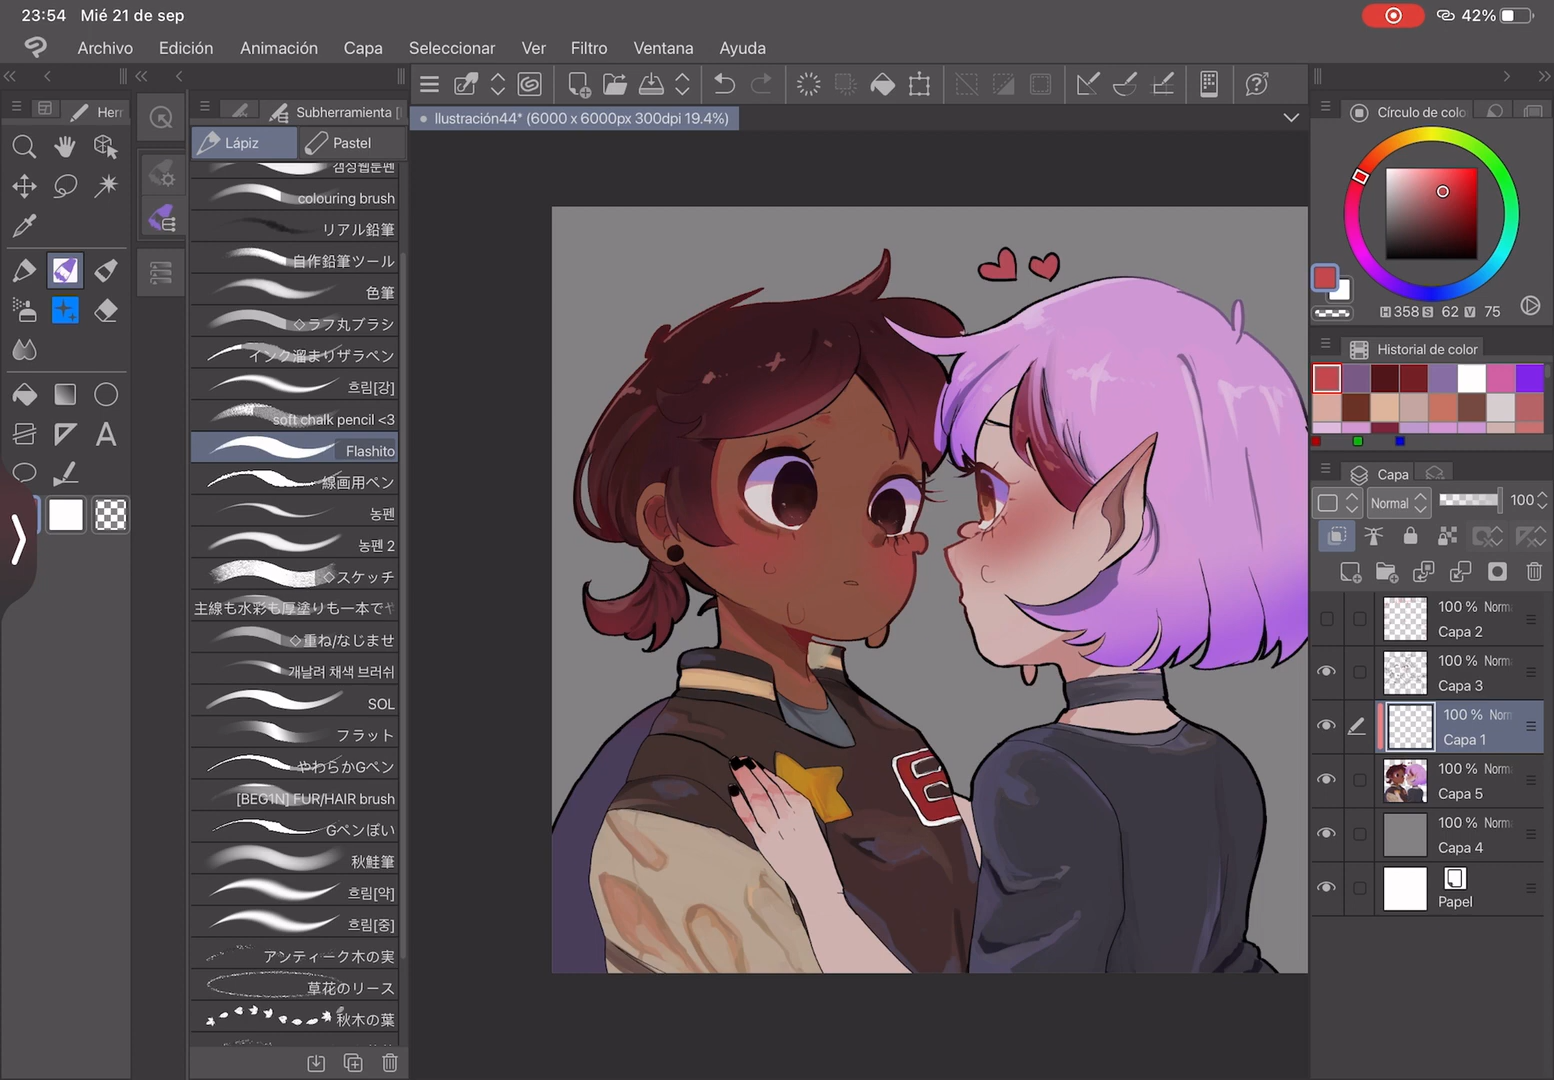 23:54 Mié 21 de sep
42%
Archivo Edición Animación Capa Seleccionar Ver Filtro Ventana Ayuda
Herr
Subherramienta [
Lápiz
Pastel
Ilustración44* (6000 x 6000px 300dpi 19.4%)
감성웹툰펜
colouring brush
リアル鉛筆
自作鉛筆ツール
色筆
◇ラフ丸ブラシ
インク溜まりザラペン
흐림[강]
soft chalk pencil <3
Flashito
線画用ペン
농펜
농펜 2
◇スケッチ
主線も水彩も厚塗りも一本でや
◇重ね/なじませ
개날려 채색 브러쉬
SOL
フラット
やわらかGペン
[BEG1N] FUR/HAIR brush
Gペンぽい
秋鮭筆
흐림[약]
흐림[중]
アンティーク木の実
草花のリース
秋木の葉
A
E
Círculo de colo
H 358 S 62 V 75
Historial de color
Capa
Normal
100
100 % Norm
Capa 2
100 % Norm
Capa 3
100 % Norm
Capa 1
100 % Norm
Capa 5
100 % Norm
Capa 4
Papel